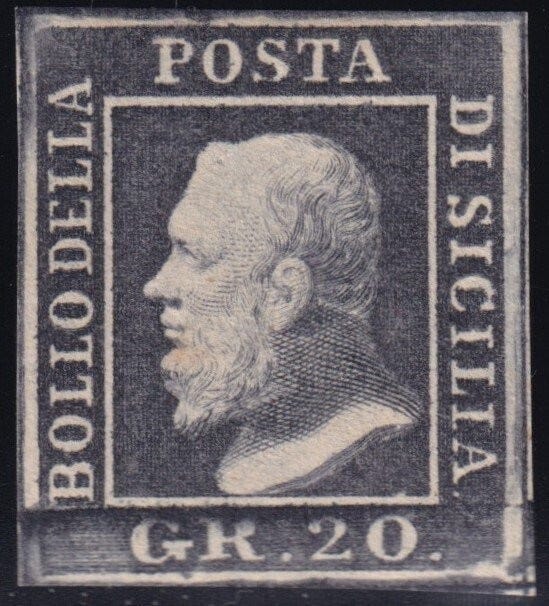 BOLLO DELLA
POSTA
DI SICILIA.
GR. 20.